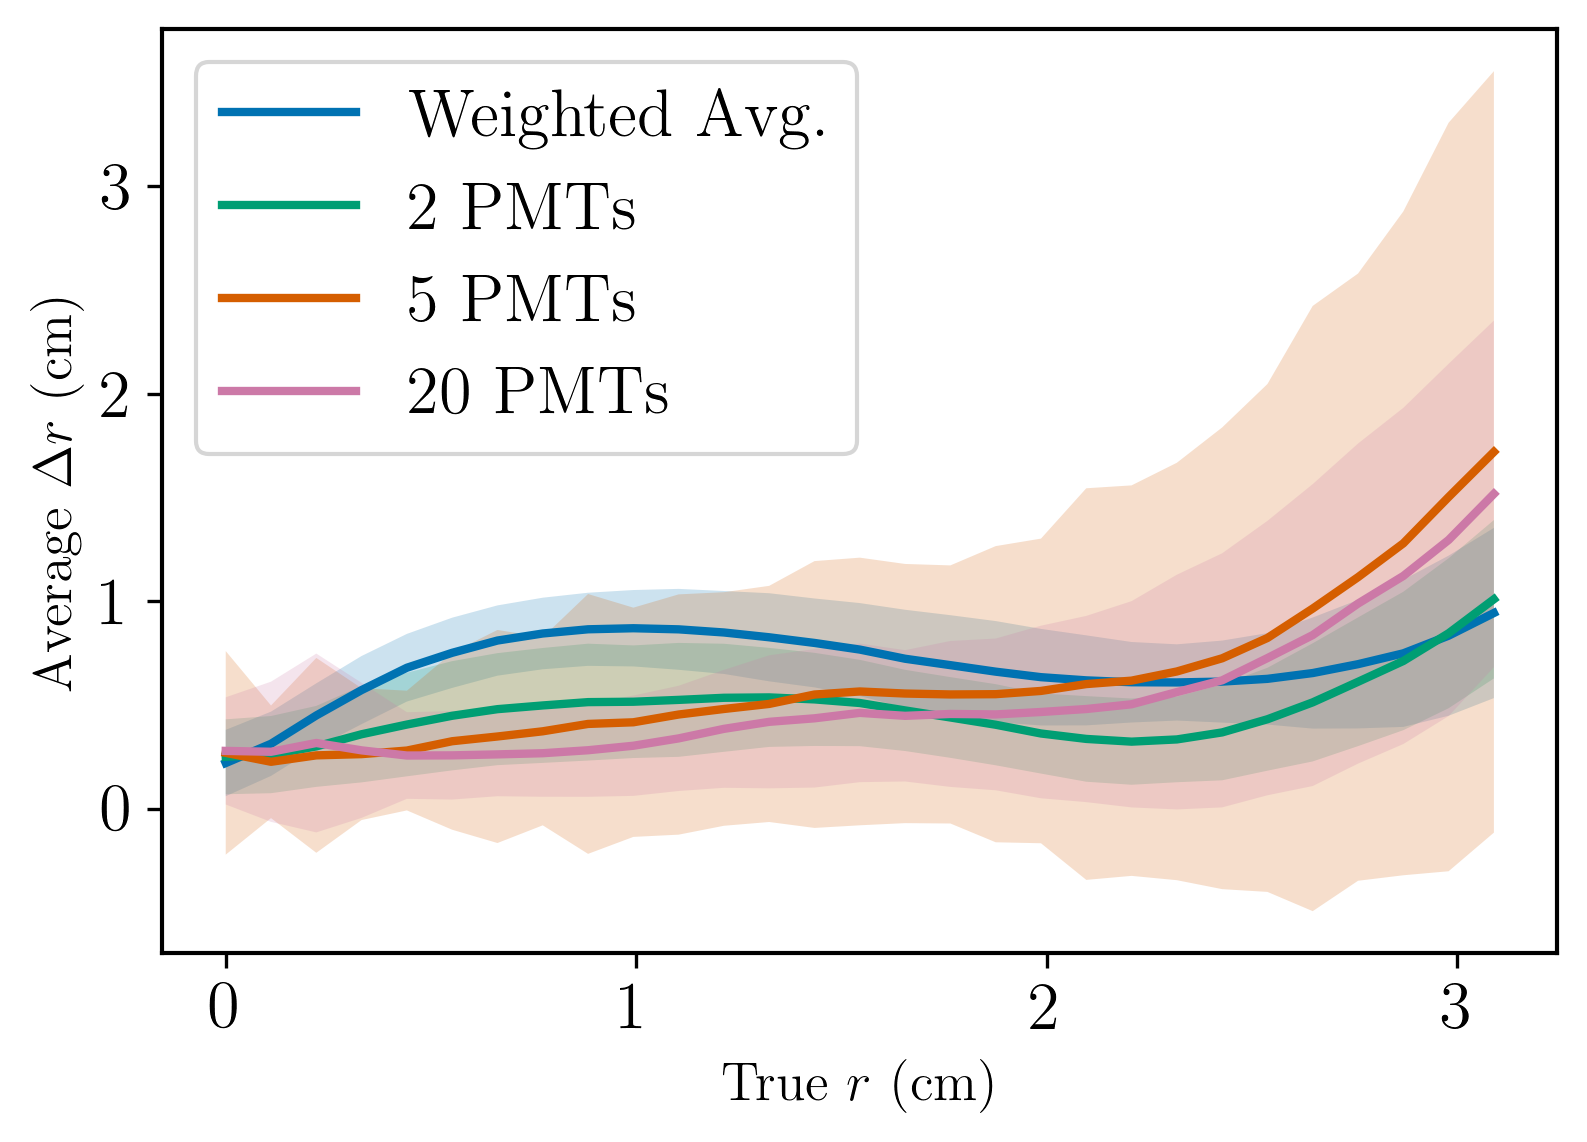 Weighted Avg.
2 PMTs
5 PMTs
20 PMTs
3
2
1
0
Average Δr (cm)
0 1 2 3
True r (cm)